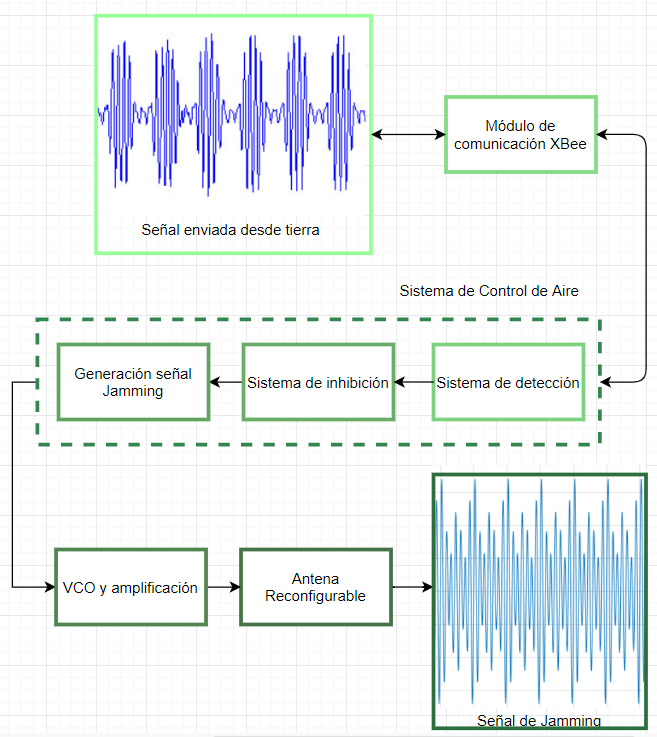 Señal enviada desde tierra
Módulo de
comunicación XBee
Sistema de Control de Aire
Generación señal
Jamming
Sistema de inhibición
Sistema de detección
VCO y amplificación
Antena
Reconfigurable
Señal de Jamming